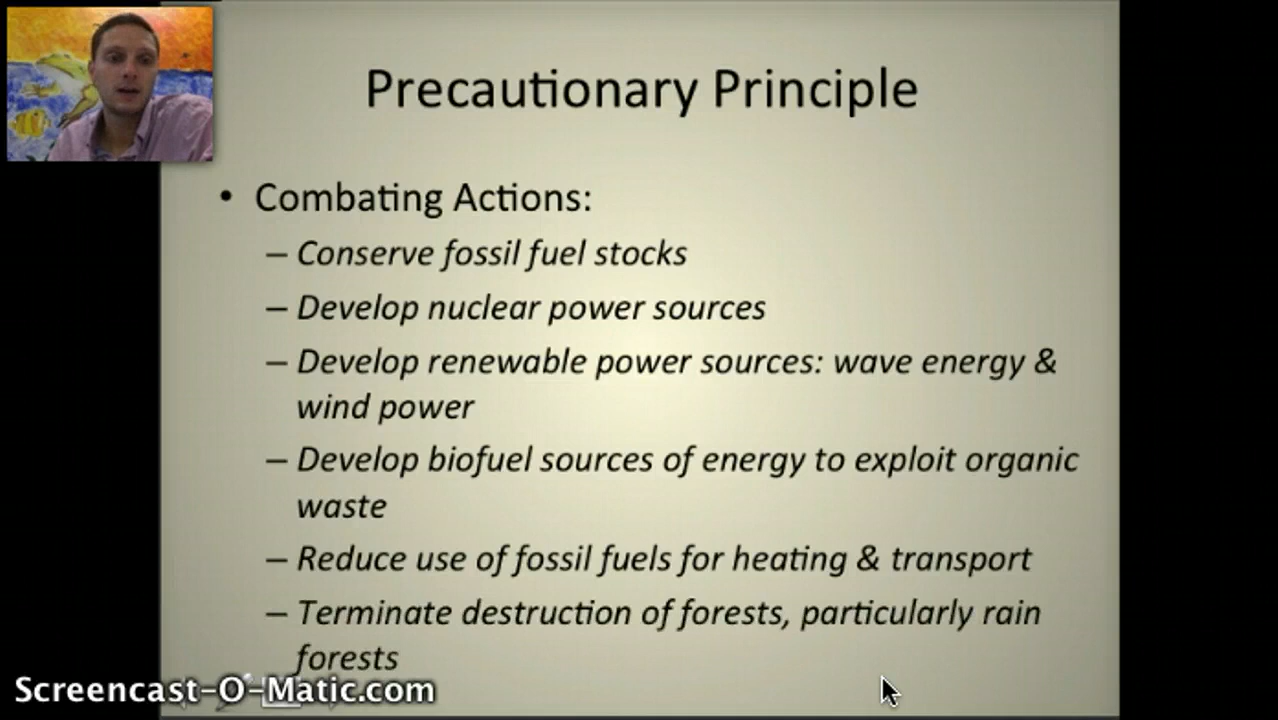 Precautionary Principle
• Combating Actions:
– Conserve fossil fuel stocks
– Develop nuclear power sources
– Develop renewable power sources: wave energy &
wind power
– Develop biofuel sources of energy to exploit organic
waste
– Reduce use of fossil fuels for heating & transport
– Terminate destruction of forests, particularly rain
forests
Screencast-O-Matic.com